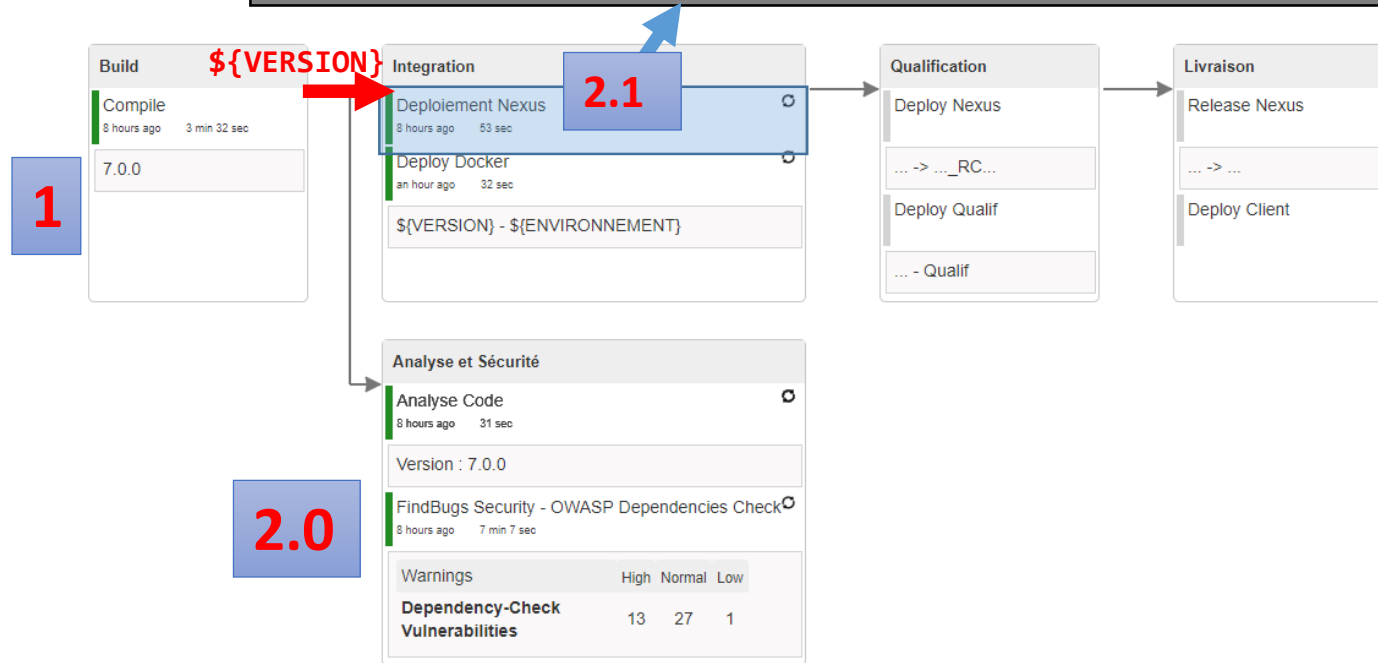 Build
${VERSION}
Compile
8 hours ago 3 min 32 sec
7.0.0
1
Integration
Deploiement Nexus
8 hours ago 53 sec
2.1
Deploy Docker
an hour ago 32 sec
${VERSION} - ${ENVIRONNEMENT}
Qualification
Deploy Nexus
... -> ..._RC...
Deploy Qualif
... - Qualif
Livraison
Release Nexus
... -> ...
Deploy Client
Analyse et Sécurité
Analyse Code
8 hours ago 31 sec
Version : 7.0.0
2.0
FindBugs Security - OWASP Dependencies Check
8 hours ago 7 min 7 sec
Warnings High Normal Low
Dependency-Check
Vulnerabilities 13 27 1